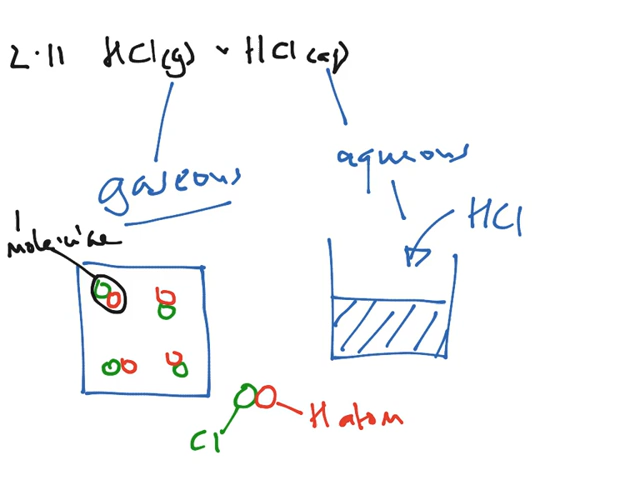 2.11 HCl(g) v HCl(aq)
gaseous
aqueous
HCl
1
molecule
Cl
H atom